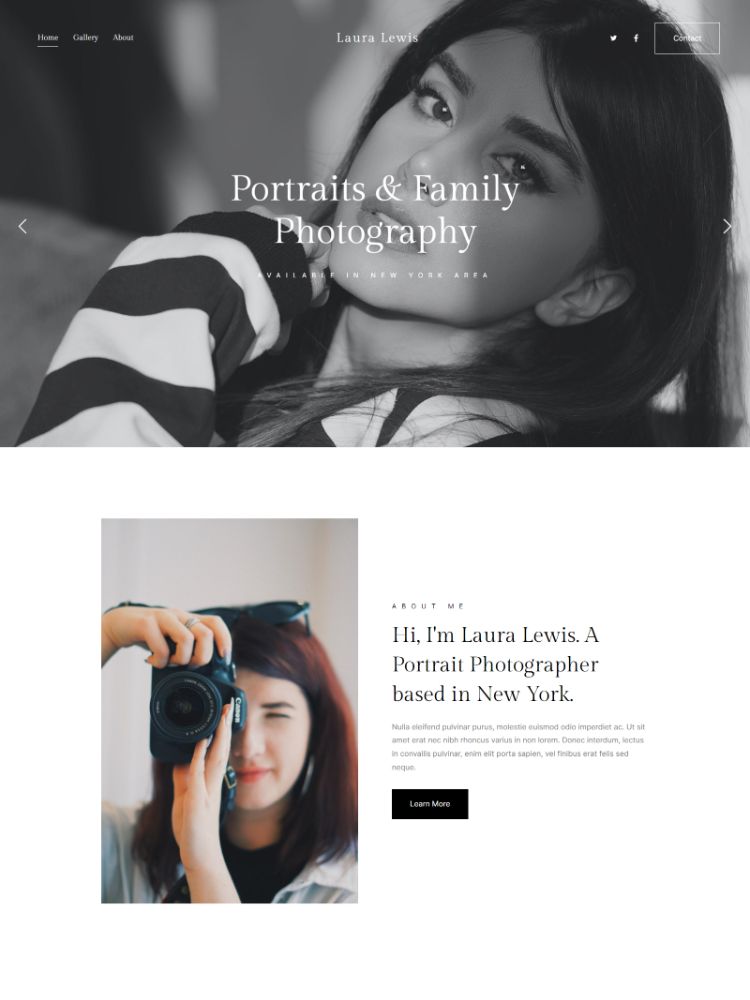 Home Gallery About Laura Lewis Contact
Portraits & Family
Photography
AVAILABLE IN NEW YORK AREA
Canon
ABOUT ME
Hi, I'm Laura Lewis. A
Portrait Photographer
based in New York.
Nulla eleifend pulvinar purus, molestie euismod odio imperdiet ac. Ut sit
amet erat nec nibh rhoncus varius in non lorem. Donec interdum, lectus
in convallis pulvinar, enim elit porta sapien, vel finibus erat felis sed
neque.
Learn More